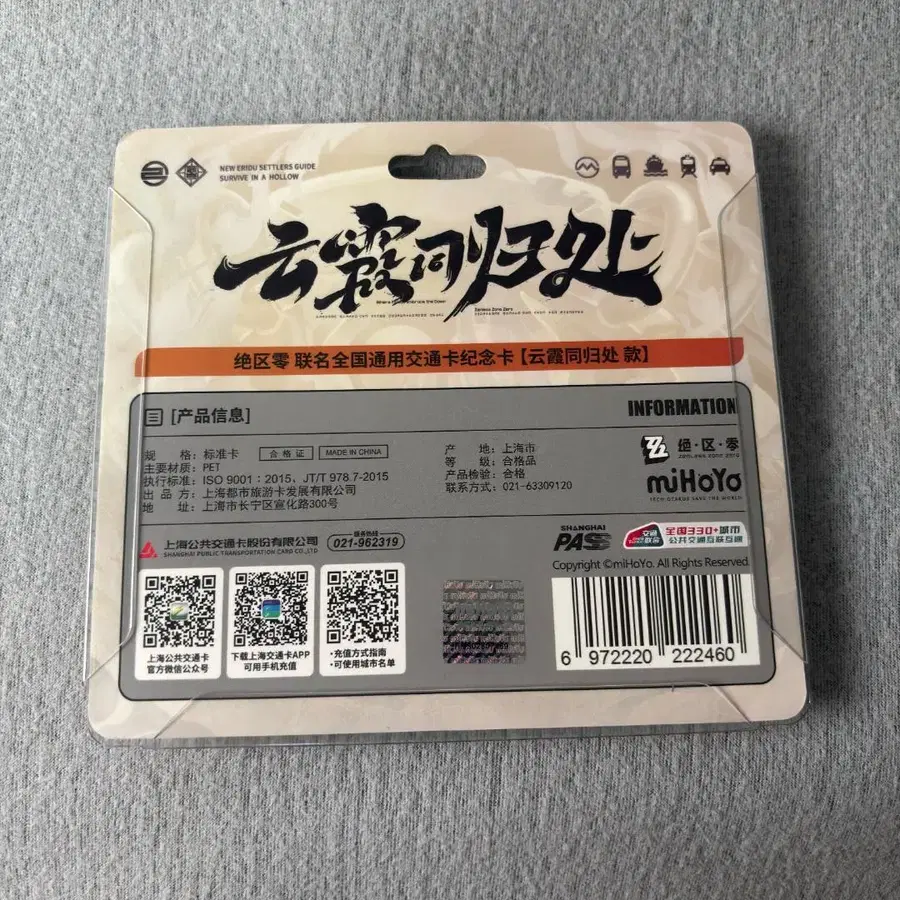 NEW ERIDU SETTLERS GUIDE
SURVIVE IN A HOLLOW
云霞同归处
Zenless Zone Zero
绝区零 联名全国通用交通卡纪念卡【云霞同归处 款】
[产品信息]
INFORMATION
规 格：标准卡 合格证 MADE IN CHINA
主要材质：PET
执行标准：ISO 9001：2015、JT/T 978.7-2015
出 品 方：上海都市旅游卡发展有限公司
地 址：上海市长宁区宣化路300号
产 地：上海市
等 级：合格品
产品检验：合格
联系方式：021-63309120
绝·区·零
ZENLESS ZONE ZERO
miHoYo
TECH OTAKUS SAVE THE WORLD
上海公共交通卡股份有限公司
SHANGHAI PUBLIC TRANSPORTATION CARD CO.,LTD
服务热线
021-962319
SHANGHAI
PASS
交通联合
全国330+城市
公共交通互联互通
Copyright ©miHoYo. All Rights Reserved.
上海公共交通卡
官方微信公众号
下载上海交通卡APP
可用手机充值
·充值方式指南
·可使用城市名单
6 972220 222460